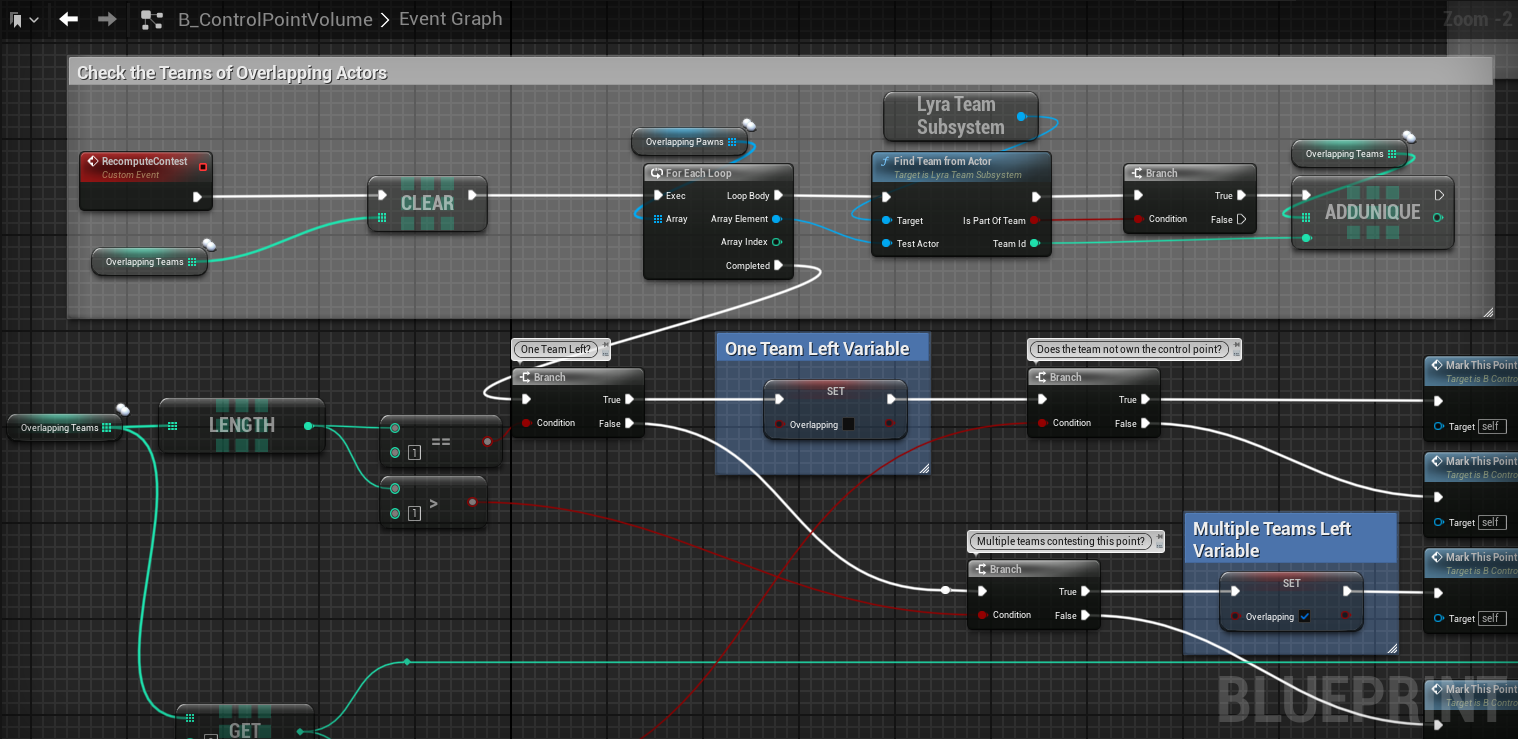 B_ControlPointVolume > Event Graph
Zoom -2
Check the Teams of Overlapping Actors
Lyra Team
Subsystem
Overlapping Pawns
RecomputeContest
Custom Event
CLEAR
Overlapping Teams
For Each Loop
Exec
Loop Body
Array
Array Element
Array Index
Completed
Find Team from Actor
Target is Lyra Team Subsystem
Target
Is Part Of Team
Test Actor
Team Id
Branch
True
Condition
False
Overlapping Teams
ADDUNIQUE
One Team Left?
Branch
True
Condition
False
One Team Left Variable
SET
Overlapping
Does the team not own the control point?
Branch
True
Condition
False
Mark This Point
Target is B Contro
Target self
Overlapping Teams
LENGTH
==
1
>
1
Mark This Point
Target is B Contro
Target self
Multiple teams contesting this point?
Branch
True
Condition
False
Multiple Teams Left
Variable
SET
Overlapping
Mark This Point
Target is B Contro
Target self
GET
Mark This Point
Target is B Contro
BLUEPRINT